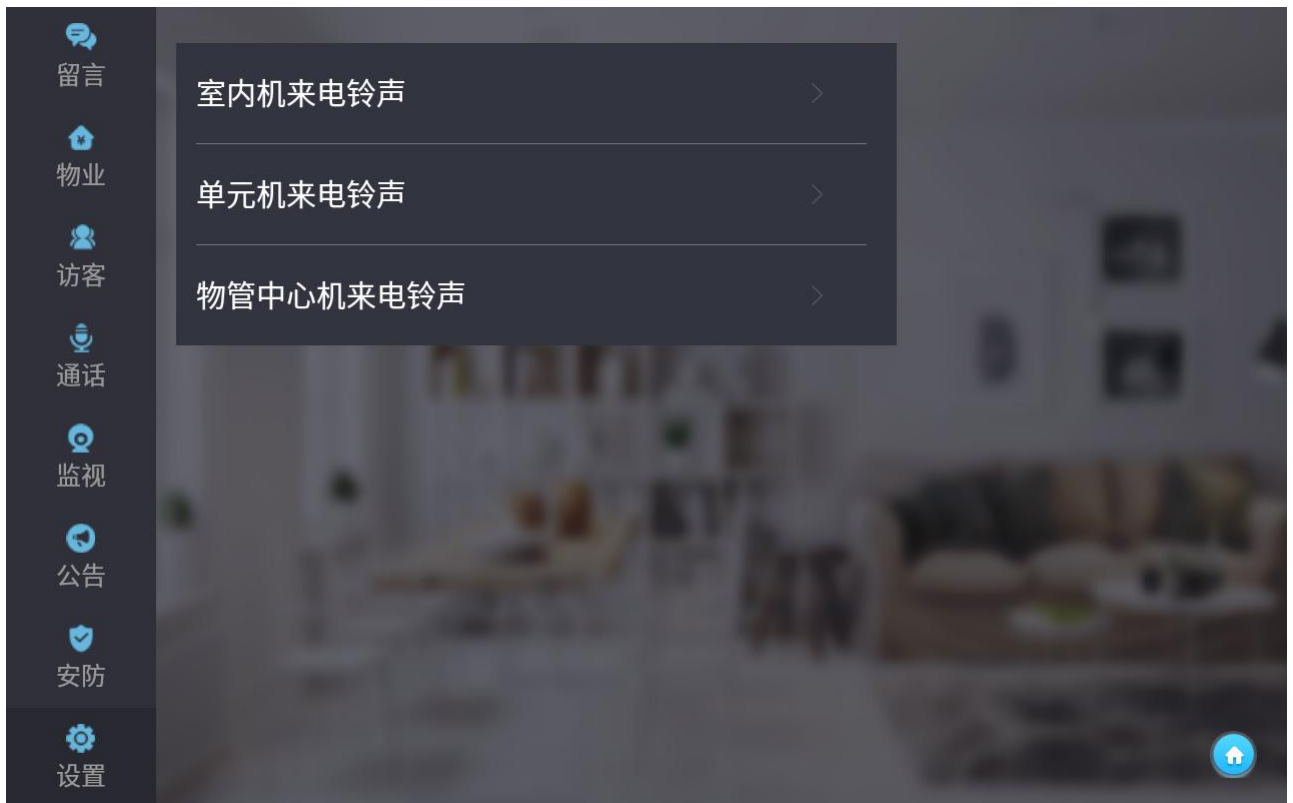 留言
物业
访客
通话
监视
公告
安防
设置
室内机来电铃声
单元机来电铃声
物管中心机来电铃声